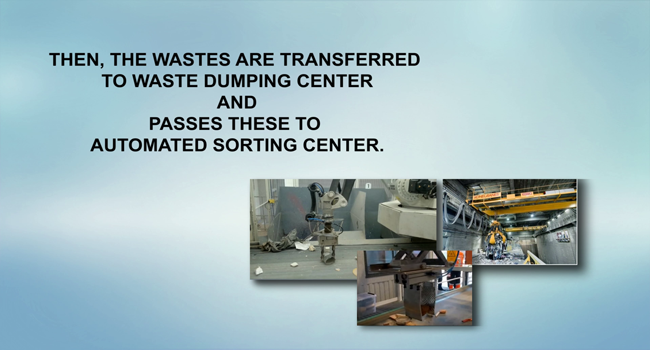 THEN, THE WASTES ARE TRANSFERRED
TO WASTE DUMPING CENTER
AND
PASSES THESE TO
AUTOMATED SORTING CENTER.